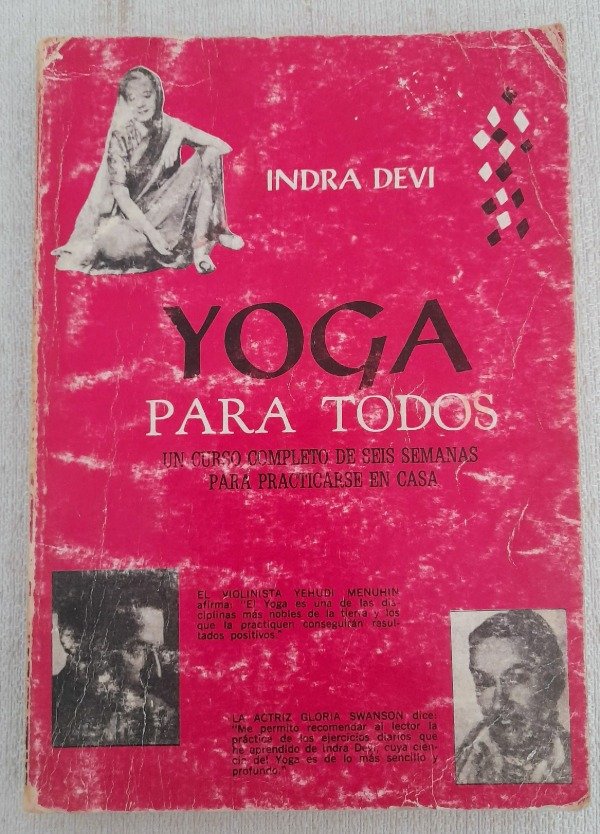 INDRA DEVI
YOGA
PARA TODOS
UN CURSO COMPLETO DE SEIS SEMANAS
PARA PRACTICARSE EN CASA
EL VIOLINISTA YEHUDI MENUHIN
afirma: "El Yoga es una de las dis-
ciplinas más nobles de la tierra y los
que la practiquen conseguirán resul-
tados positivos."
LA ACTRIZ GLORIA SWANSON dice:
"Me permito recomendar al lector la
práctica de los ejercicios diarios que
he aprendido de Indra Devi, cuya cien-
cia del Yoga es de lo más sencillo y
profundo."